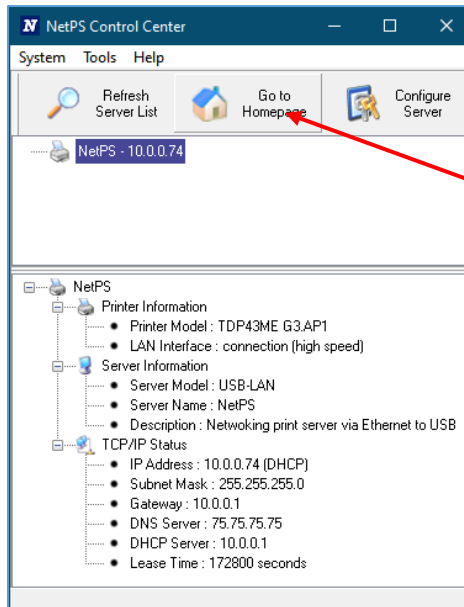 N NetPS Control Center
System Tools Help
Refresh
Server List
Go to
Homepage
Configure
Server
NetPS - 10.0.0.74
NetPS
Printer Information
Printer Model : TDP43ME G3.AP1
LAN Interface : connection (high speed)
Server Information
Server Model : USB-LAN
Server Name : NetPS
Description : Netwoking print server via Ethernet to USB
TCP/IP Status
IP Address : 10.0.0.74 (DHCP)
Subnet Mask : 255.255.255.0
Gateway : 10.0.0.1
DNS Server : 75.75.75.75
DHCP Server : 10.0.0.1
Lease Time : 172800 seconds